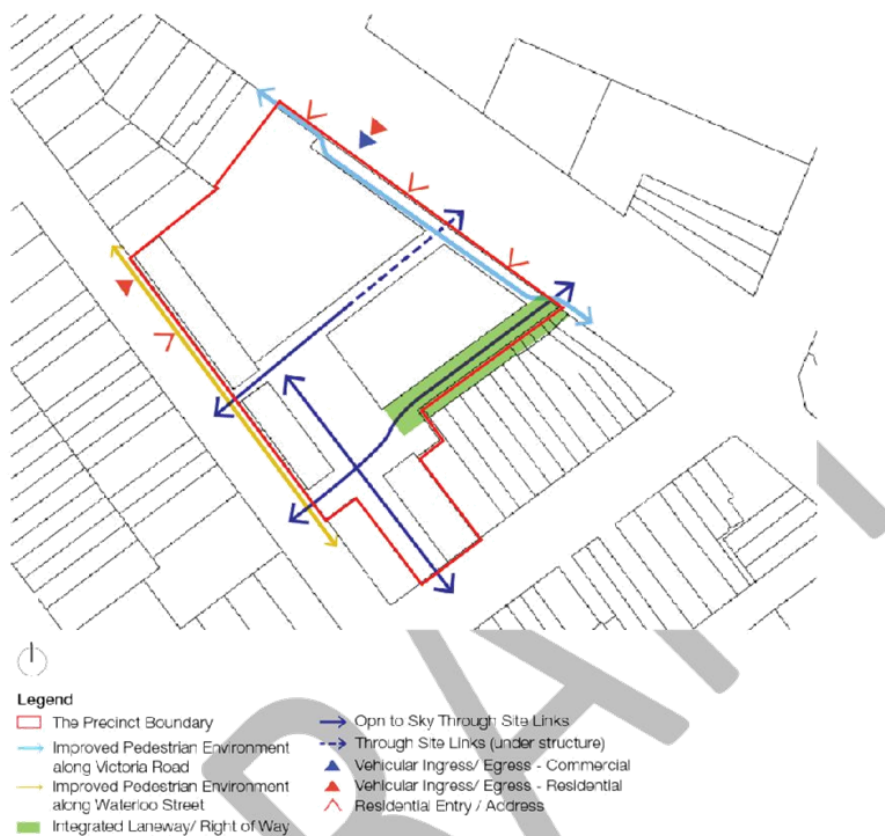 Legend
The Precinct Boundary
Improved Pedestrian Environment
along Victoria Road
Improved Pedestrian Environment
along Waterloo Street
Integrated Laneway/ Right of Way
Opn to Sky Through Site Links
Through Site Links (under structure)
Vehicular Ingress/ Egress - Commercial
Vehicular Ingress/ Egress - Residential
Residential Entry / Address